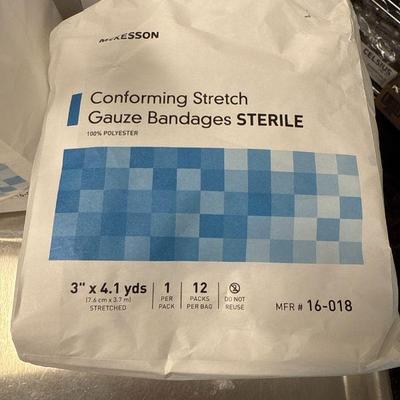 McKESSON
Conforming Stretch
Gauze Bandages STERILE
100% POLYESTER
3" x 4.1 yds
(7.6 cm x 3.7 m)
STRETCHED
1
PER
PACK
12
PACKS
PER BAG
DO NOT
REUSE
MFR # 16-018
CELSIUS